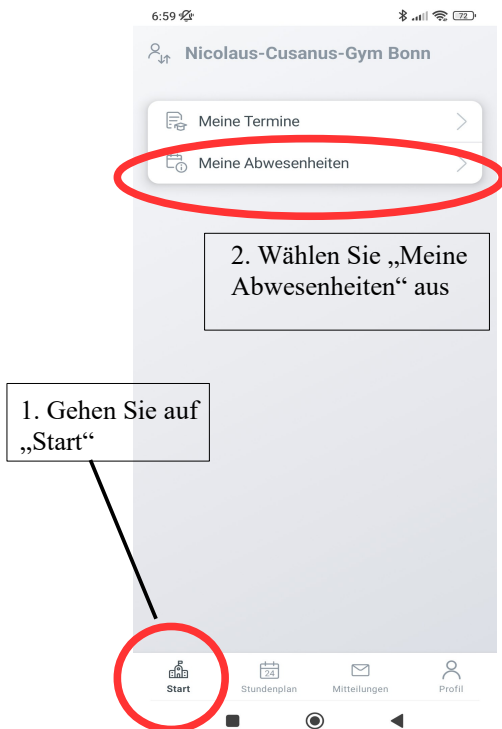 6:59
72
Nicolaus-Cusanus-Gym Bonn
Meine Termine
Meine Abwesenheiten
2. Wählen Sie „Meine
Abwesenheiten“ aus
1. Gehen Sie auf
„Start“
24
Start
Stundenplan
Mitteilungen
Profil